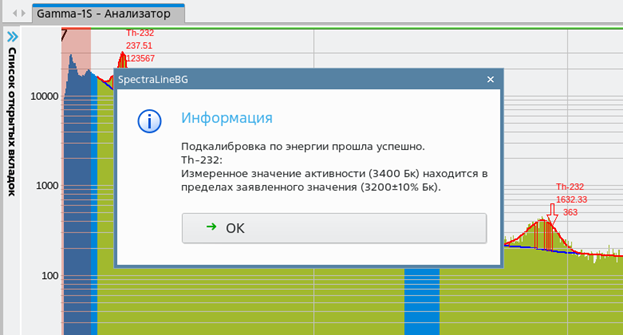 Gamma-1S - Анализатор
Список открытых вкладок
Th-232
237.51
123567
10000
1000
100
SpectraLineBG
Информация
Подкалибровка по энергии прошла успешно.
Th-232:
Измеренное значение активности (3400 Бк) находится в
пределах заявленного значения (3200±10% Бк).
OK
Th-232
1632.33
363